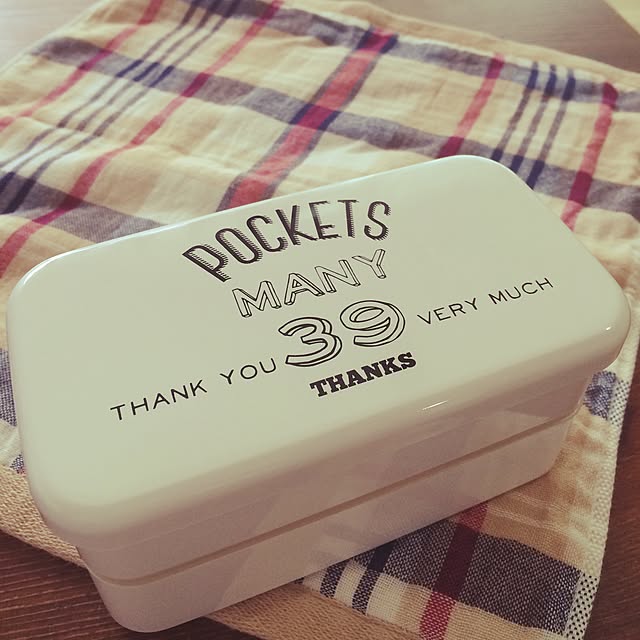 POCKETS
MANY
THANK YOU 39 VERY MUCH
THANKS